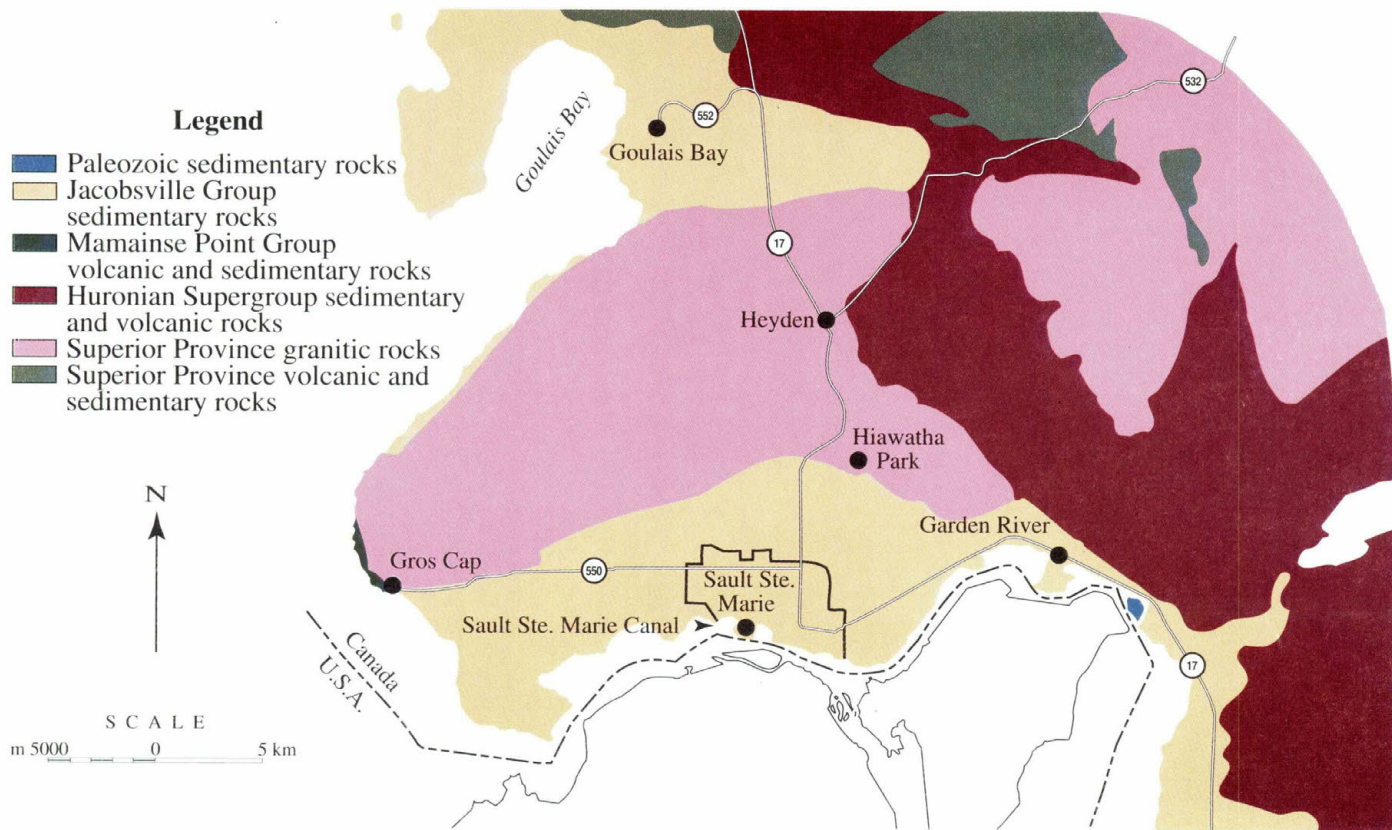 Legend
Paleozoic sedimentary rocks
Jacobsville Group
sedimentary rocks
Mamainse Point Group
volcanic and sedimentary rocks
Huronian Supergroup sedimentary
and volcanic rocks
Superior Province granitic rocks
Superior Province volcanic and
sedimentary rocks
N
SCALE
m 5000 0 5 km
Goulais Bay
552
Goulais Bay
532
17
Heyden
Hiawatha
Park
Garden River
Gros Cap
550
Sault Ste.
Marie
Sault Ste. Marie Canal
17
Canada
U.S.A.